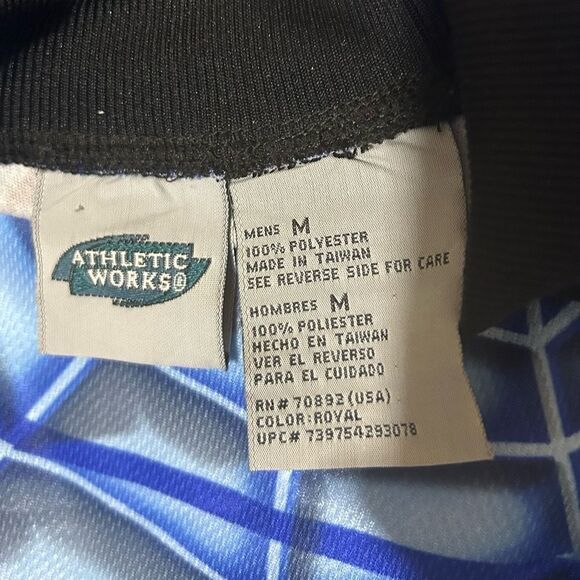 ATHLETIC
WORKS®
MENS M
100% POLYESTER
MADE IN TAIWAN
SEE REVERSE SIDE FOR CARE
HOMBRES M
100% POLIESTER
HECHO EN TAIWAN
VER EL REVERSO
PARA EL CUIDADO
RN# 70892 (USA)
COLOR:ROYAL
UPC# 739754293078